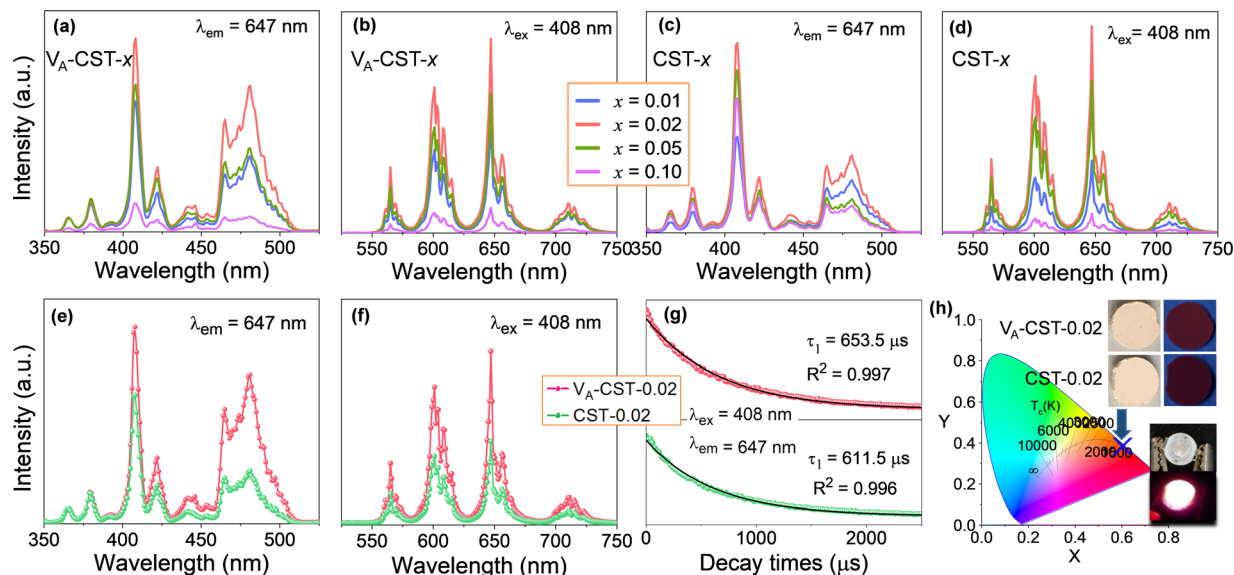 (a)
λem = 647 nm
VA-CST-x
Intensity (a.u.)
350 400 450 500
Wavelength (nm)
(b)
λex = 408 nm
VA-CST-x
550 600 650 700 750
Wavelength (nm)
x = 0.01
x = 0.02
x = 0.05
x = 0.10
(c)
λem = 647 nm
CST-x
350 400 450 500
Wavelength (nm)
(d)
λex = 408 nm
CST-x
550 600 650 700 750
Wavelength (nm)
(e)
λem = 647 nm
Intensity (a.u.)
350 400 450 500
Wavelength (nm)
(f)
λex = 408 nm
VA-CST-0.02
CST-0.02
550 600 650 700 750
Wavelength (nm)
(g)
τ1 = 653.5 μs
R2 = 0.997
λex = 408 nm
λem = 647 nm
τ1 = 611.5 μs
R2 = 0.996
0 1000 2000
Decay times (μs)
(h)
VA-CST-0.02
CST-0.02
Tc(K)
6000
10000
∞
1.0
0.8
0.6
Y
0.4
0.2
0.0
0.0 0.2 0.4 0.6 0.8 1.0
X